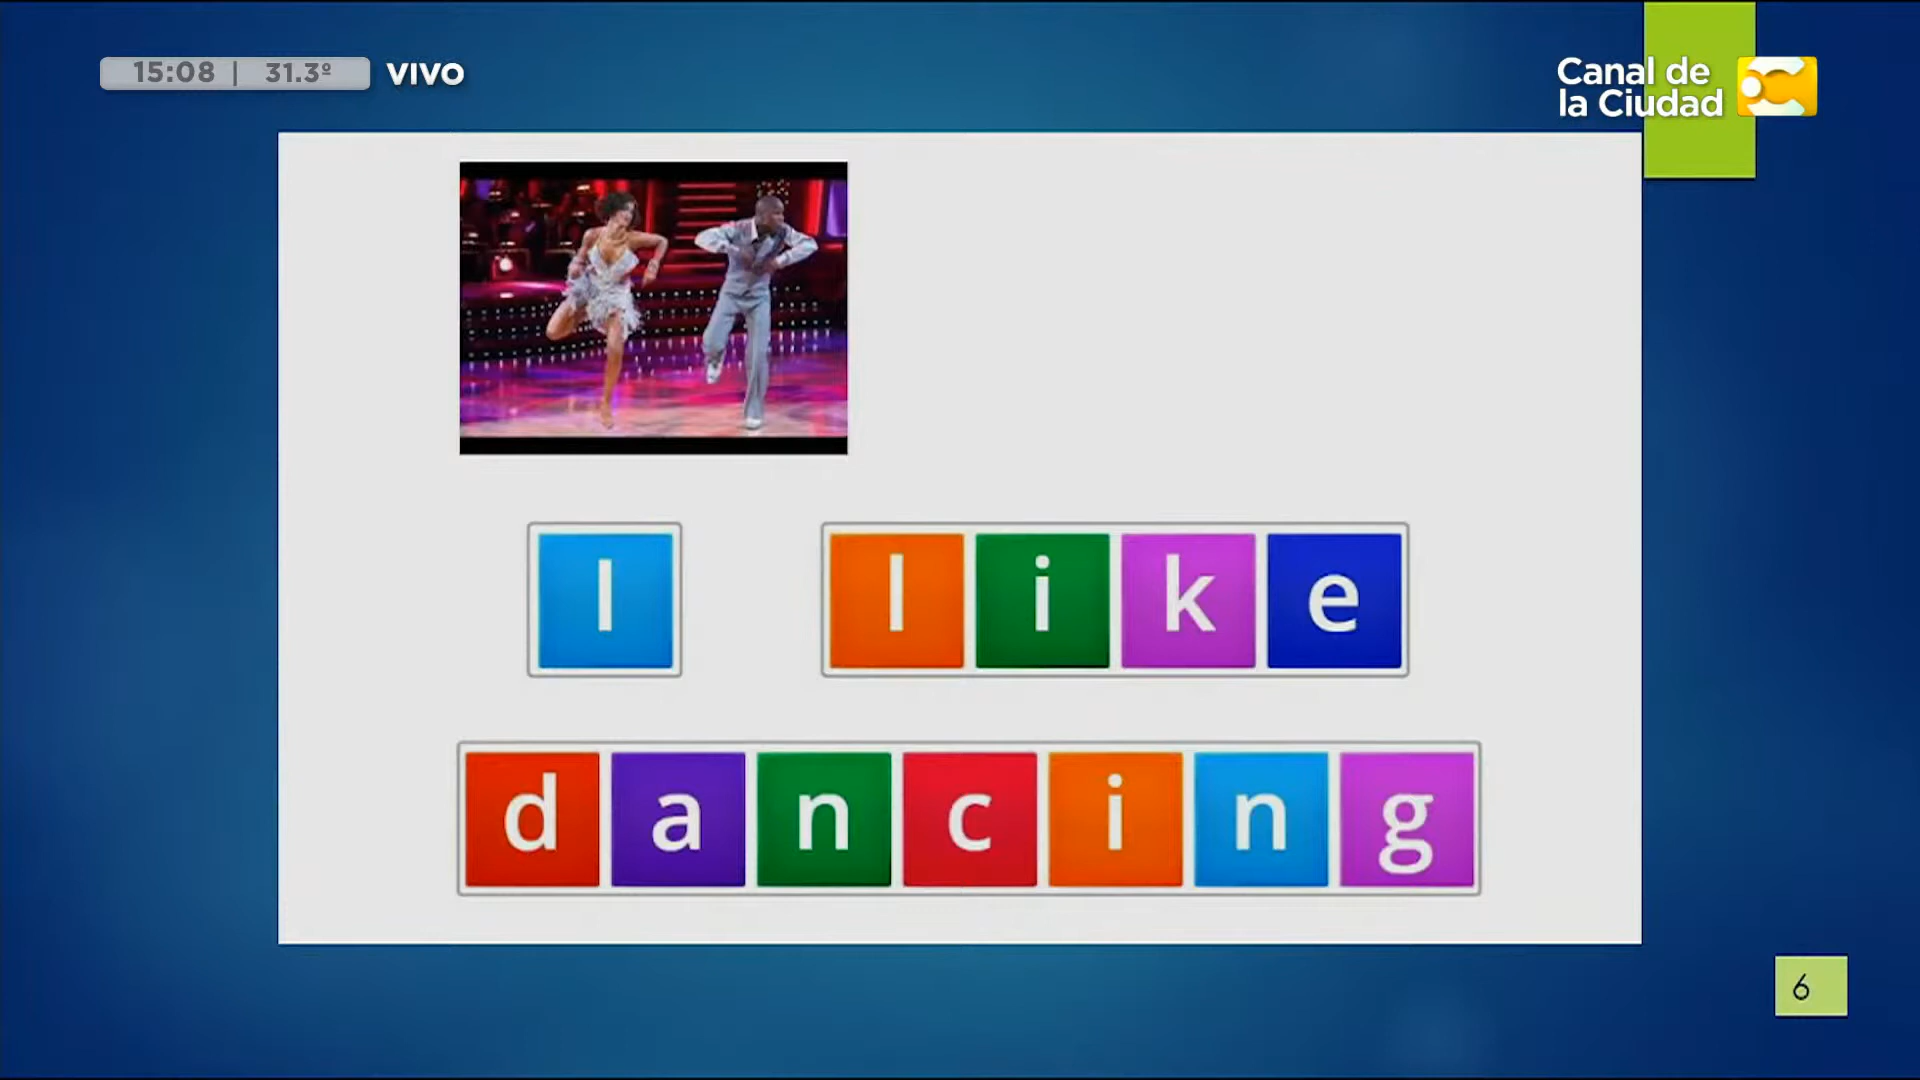 15:08 | 31.3º VIVO
Canal de
la Ciudad
I like
dancing
6